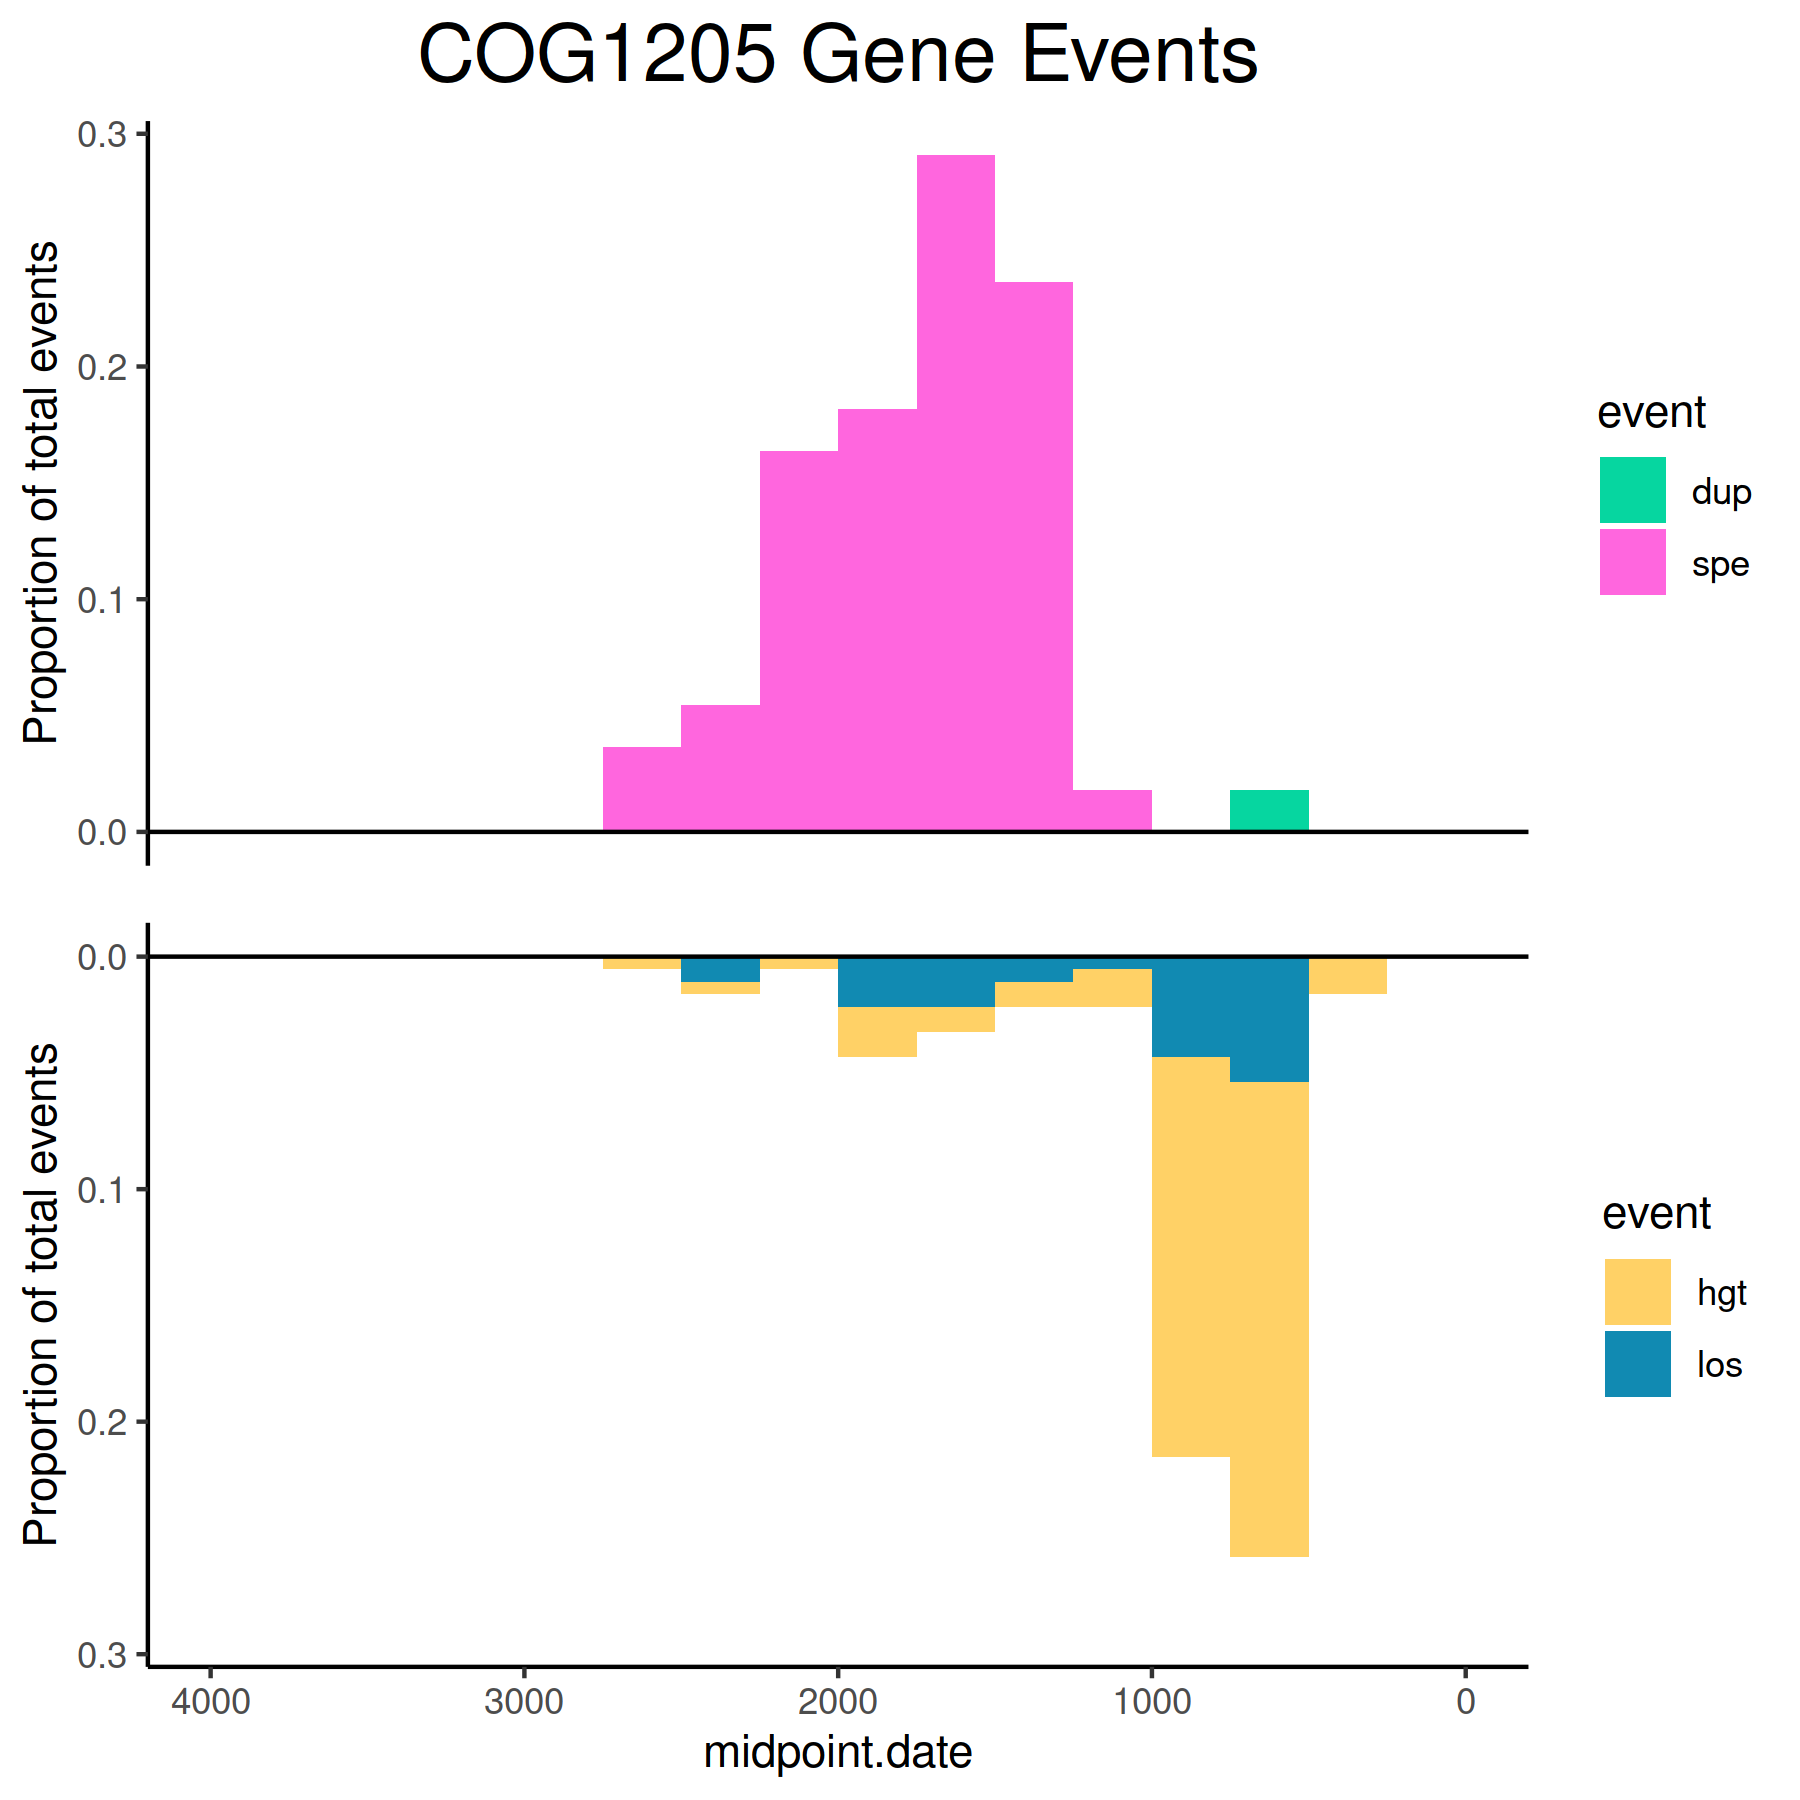 COG1205 Gene Events
Proportion of total events
0.3
0.2
0.1
0.0
event
dup
spe
Proportion of total events
0.0
0.1
0.2
0.3
event
hgt
los
4000 3000 2000 1000 0
midpoint.date